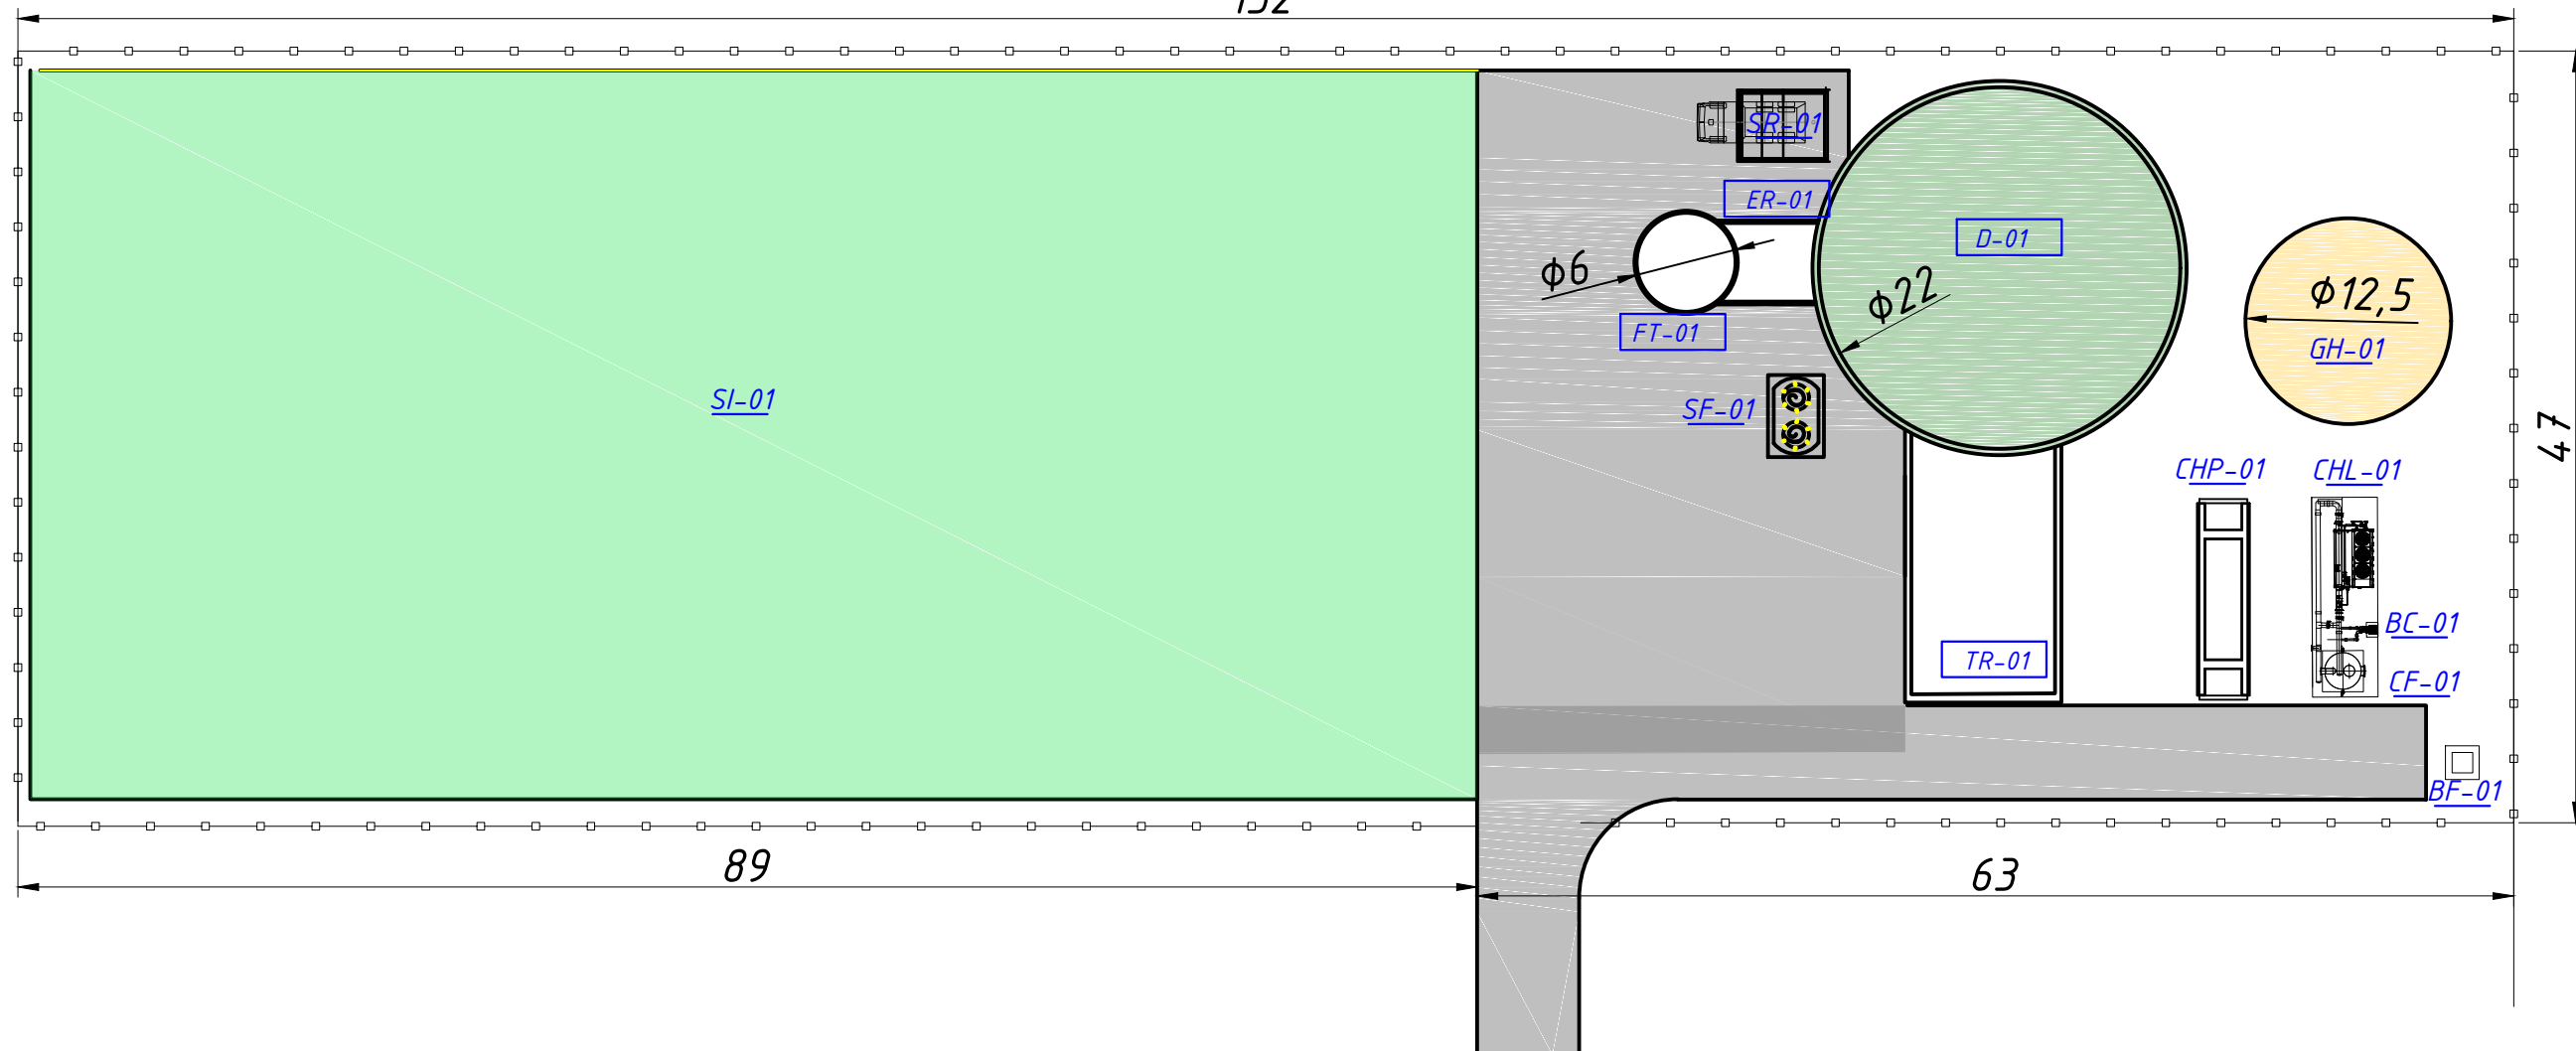 152
SR-01
ER-01
D-01
φ6
φ22
φ12,5
FT-01
GH-01
SI-01
SF-01
47
CHP-01
CHL-01
BC-01
TR-01
CF-01
BF-01
89
63